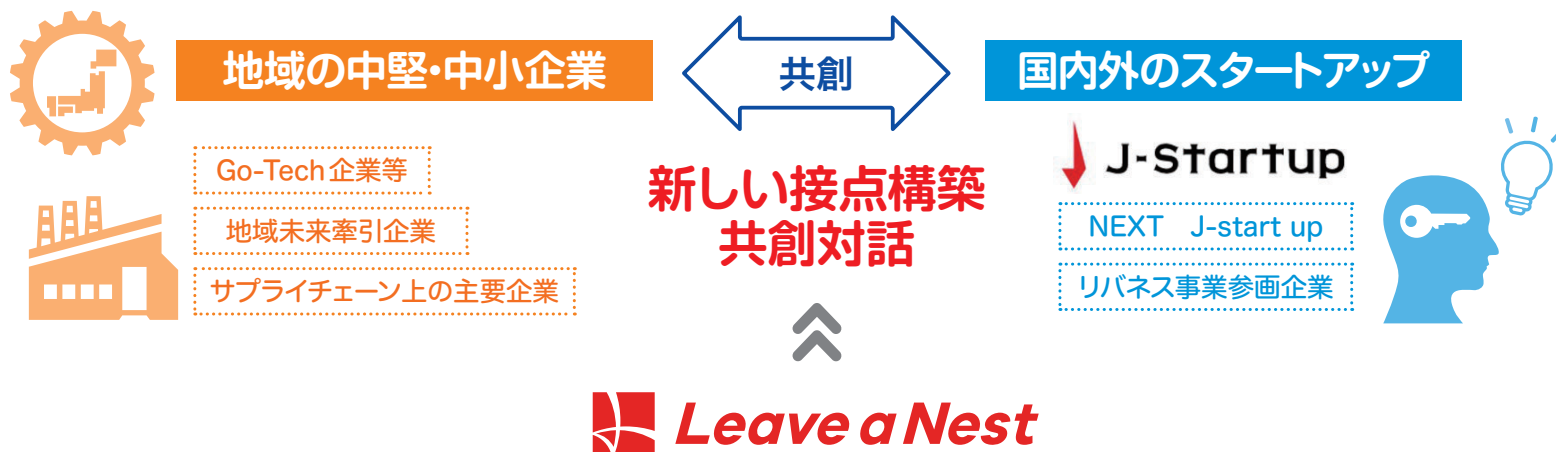 地域の中堅・中小企業
共創
国内外のスタートアップ
Go-Tech企業等
地域未来牽引企業
サプライチェーン上の主要企業
新しい接点構築
共創対話
J-Startup
NEXT　J-start up
リバネス事業参画企業
Leave a Nest